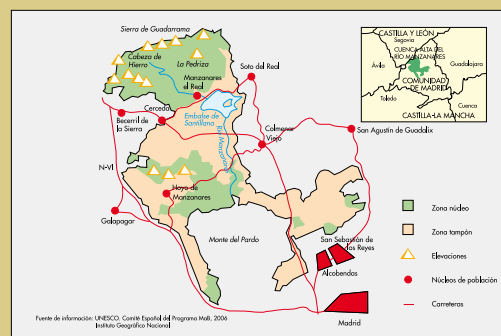 Sierra de Guadarrama
Cabeza de
Hierro
La Pedriza
Manzanares
el Real
Soto del Real
Cerceda
Becerril de
la Sierra
Embalse de
Santillana
Río Manzanares
Colmenar
Viejo
San Agustín de Guadalix
N-VI
Hoyo de
Manzanares
Galapagar
Monte del Pardo
San Sebastián de
los Reyes
Alcobendas
Madrid
CASTILLA Y LEÓN
Segovia
CUENCA ALTA DEL
RÍO MANZANARES
Guadalajara
Ávila
COMUNIDAD
DE MADRID
Toledo
Cuenca
CASTILLA-LA MANCHA
Zona núcleo
Zona tampón
Elevaciones
Núcleos de población
Carreteras
Fuente de información: UNESCO. Comité Español del Programa MaB, 2006
Instituto Geográfico Nacional